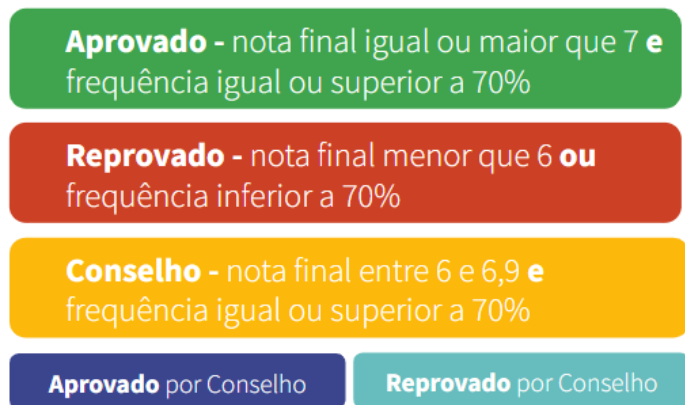 Aprovado - nota final igual ou maior que 7 e
frequência igual ou superior a 70%
Reprovado - nota final menor que 6 ou
frequência inferior a 70%
Conselho - nota final entre 6 e 6,9 e
frequência igual ou superior a 70%
Aprovado por Conselho
Reprovado por Conselho